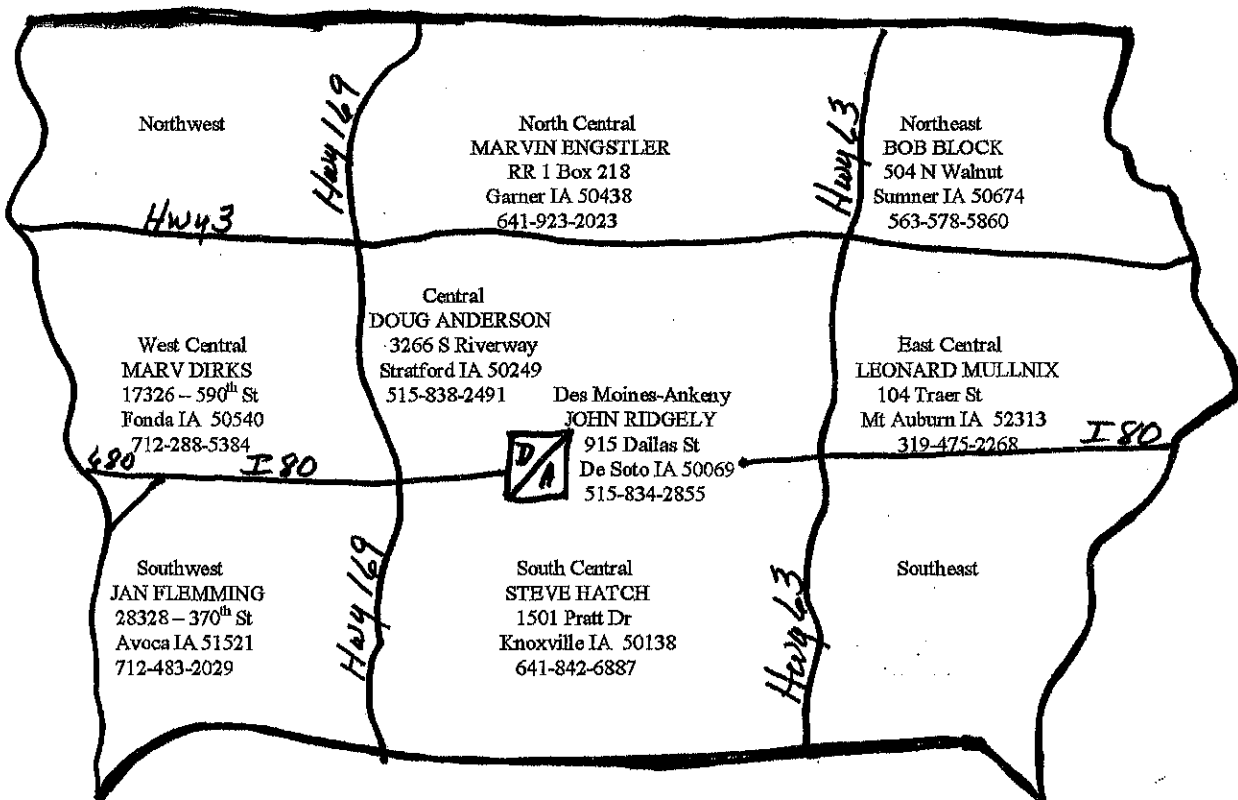 Northwest
Hwy 169
North Central
MARVIN ENGSTLER
RR 1 Box 218
Garner IA 50438
641-923-2023
Hwy 63
Northeast
BOB BLOCK
504 N Walnut
Sumner IA 50674
563-578-5860
Hwy 3
West Central
MARV DIRKS
17326 – 590th St
Fonda IA 50540
712-288-5384
Central
DOUG ANDERSON
3266 S Riverway
Stratford IA 50249
515-838-2491
Des Moines-Ankeny
JOHN RIDGELY
915 Dallas St
De Soto IA 50069
515-834-2855
D
A
East Central
LEONARD MULLNIX
104 Traer St
Mt Auburn IA 52313
319-475-2268
I 80
480
I 80
Southwest
JAN FLEMMING
28328 – 370th St
Avoca IA 51521
712-483-2029
Hwy 169
South Central
STEVE HATCH
1501 Pratt Dr
Knoxville IA 50138
641-842-6887
Hwy 63
Southeast